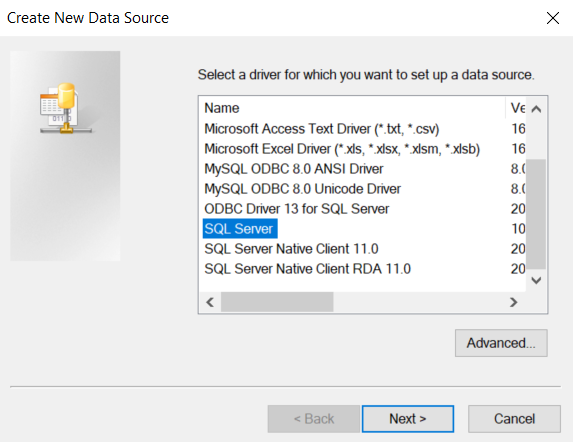 Create New Data Source
Select a driver for which you want to set up a data source.
Name Ve
Microsoft Access Text Driver (*.txt, *.csv) 16
Microsoft Excel Driver (*.xls, *.xlsx, *.xlsm, *.xlsb) 16
MySQL ODBC 8.0 ANSI Driver 8.0
MySQL ODBC 8.0 Unicode Driver 8.0
ODBC Driver 13 for SQL Server 20
SQL Server 10
SQL Server Native Client 11.0 20
SQL Server Native Client RDA 11.0 20
Advanced...
< Back Next > Cancel